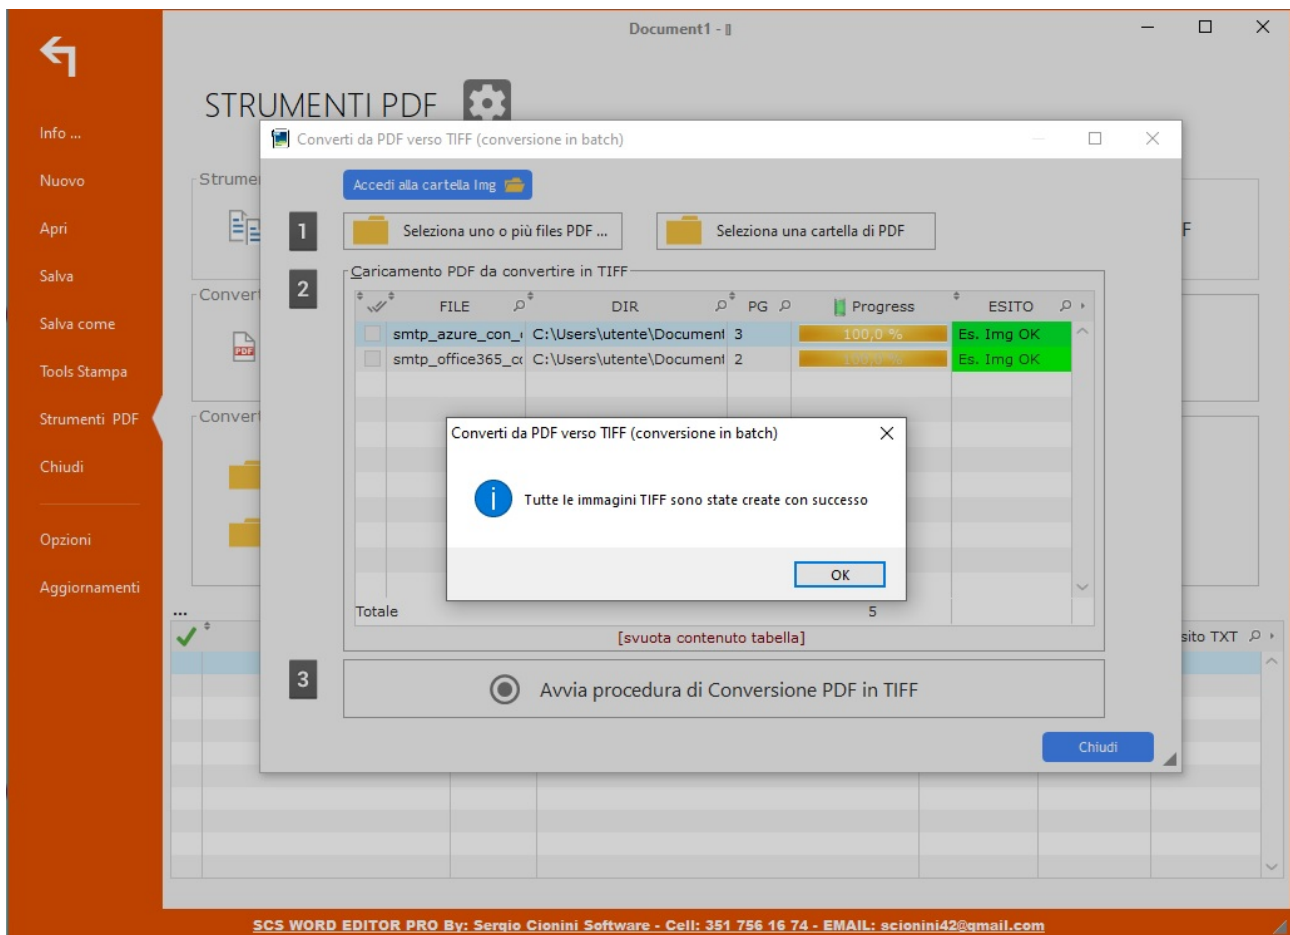 Document1 -
STRUMENTI PDF
Info ...
Nuovo
Apri
Salva
Salva come
Tools Stampa
Strumenti PDF
Chiudi
Opzioni
Aggiornamenti
Converti da PDF verso TIFF (conversione in batch)
Accedi alla cartella Img
1
Seleziona uno o più files PDF ...
Seleziona una cartella di PDF
2
Caricamento PDF da convertire in TIFF
FILE DIR PG Progress ESITO
C:\Users\utente\Document 3 100,0 % Es. Img OK
C:\Users\utente\Document 2 100,0 % Es. Img OK
Converti da PDF verso TIFF (conversione in batch)
Tutte le immagini TIFF sono state create con successo
OK
Totale 5
[svuota contenuto tabella]
3
Avvia procedura di Conversione PDF in TIFF
Chiudi
PDF
...
TXT
SCS WORD EDITOR PRO By: Sergio Cionini Software - Cell: 351 756 16 74 - EMAIL: scionini42@gmail.com